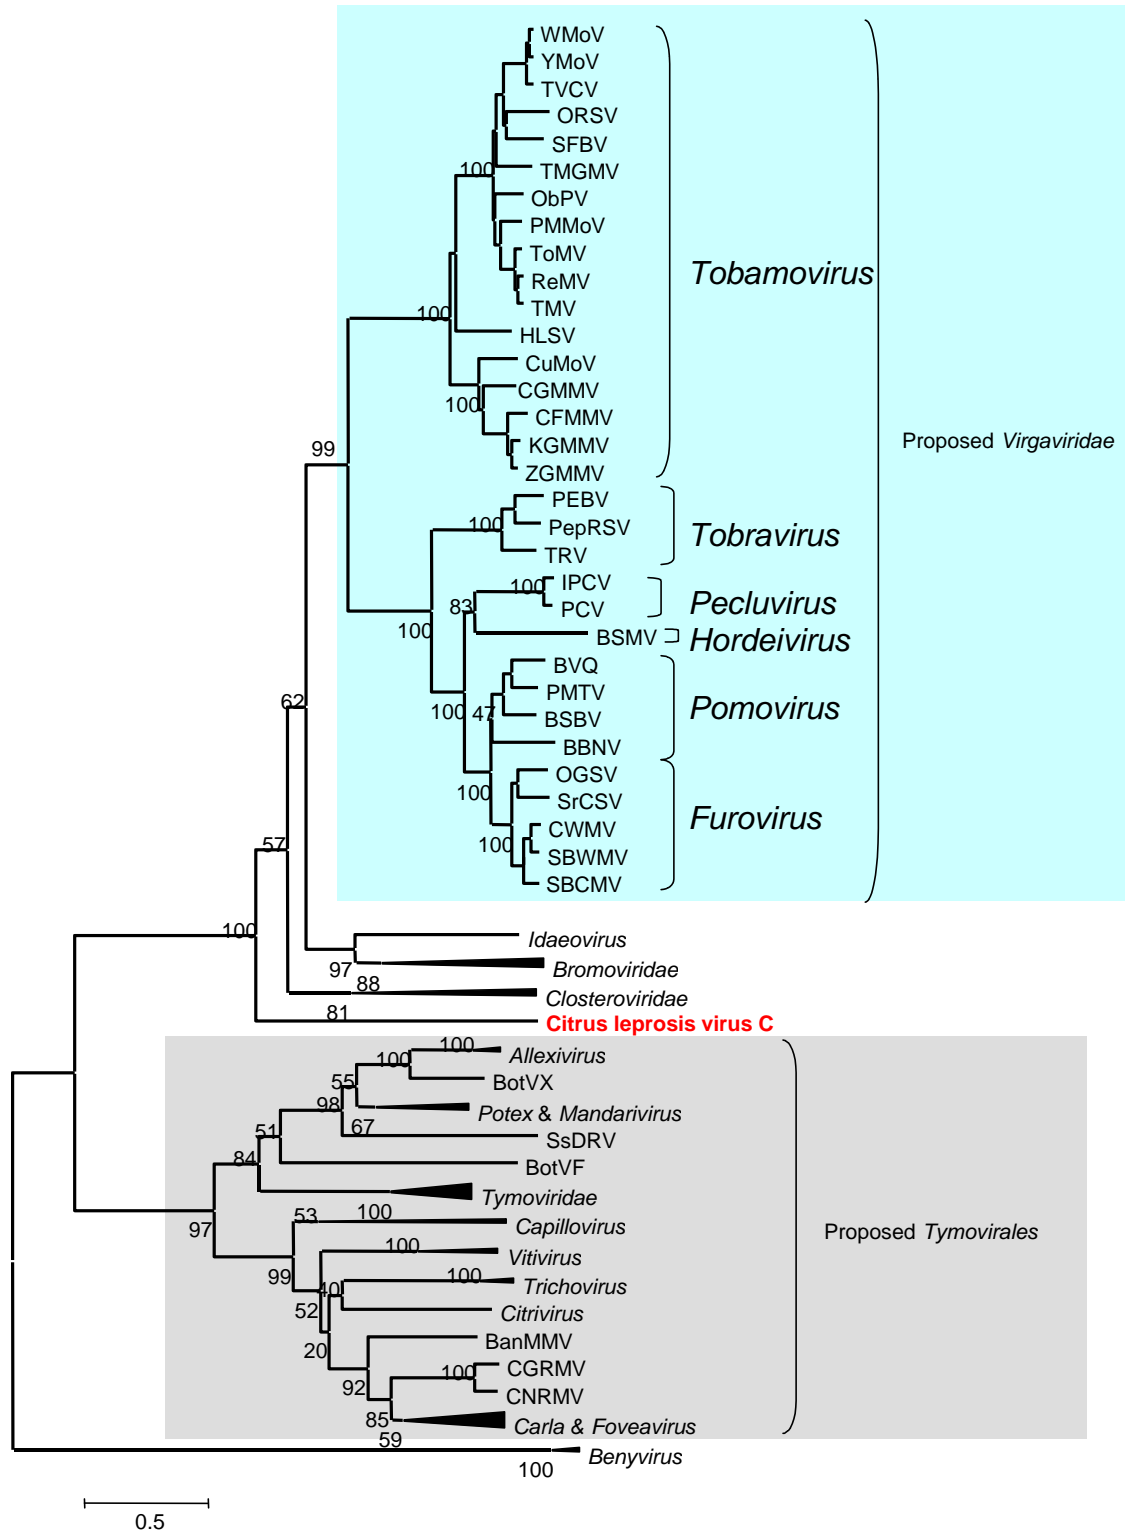 WMoV
YMoV
TVCV
ORSV
SFBV
100 TMGMV
ObPV
PMMoV
ToMV
Tobamovirus
ReMV
TMV
100
HLSV
CuMoV
CGMMV
100
CFMMV
Proposed Virgaviridae
99 KGMMV
ZGMMV
PEBV
100 PepRSV
Tobravirus
TRV
100 IPCV
83 PCV
Pecluvirus
100
BSMV
Hordeivirus
BVQ
62 PMTV
Pomovirus
100 47 BSBV
BBNV
OGSV
100 SrCSV
Furovirus
CWMV
57 100
SBWMV
SBCMV
100
Idaeovirus
97 Bromoviridae
88
Closteroviridae
81
Citrus leprosis virus C
100
Allexivirus
100
55 BotVX
98 Potex & Mandarivirus
67
51 SsDRV
84 BotVF
Tymoviridae
97 53 100
Capillovirus
Proposed Tymovirales
100
Vitivirus
99 100
40 Trichovirus
52 Citrivirus
20 BanMMV
100 CGRMV
92 CNRMV
85 Carla & Foveavirus
59
Benyvirus
100
0.5